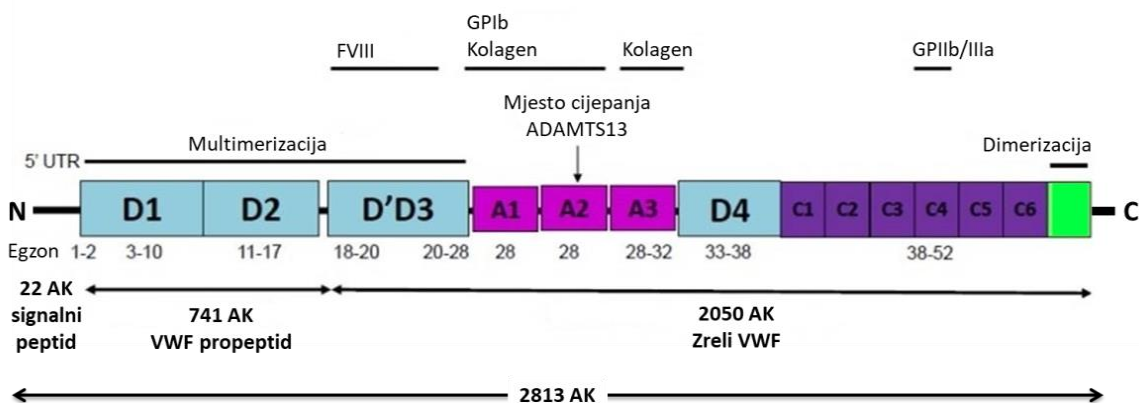 GPIb
FVIII Kolagen Kolagen GPIIb/IIIa
Mjesto cijepanja
ADAMTS13
Multimerizacija Dimerizacija
5' UTR
N D1 D2 D'D3 A1 A2 A3 D4 C1 C2 C3 C4 C5 C6 C
Egzon 1-2 3-10 11-17 18-20 20-28 28 28 28-32 33-38 38-52
22 AK
signalni
peptid
741 AK
VWF propeptid
2050 AK
Zreli VWF
2813 AK